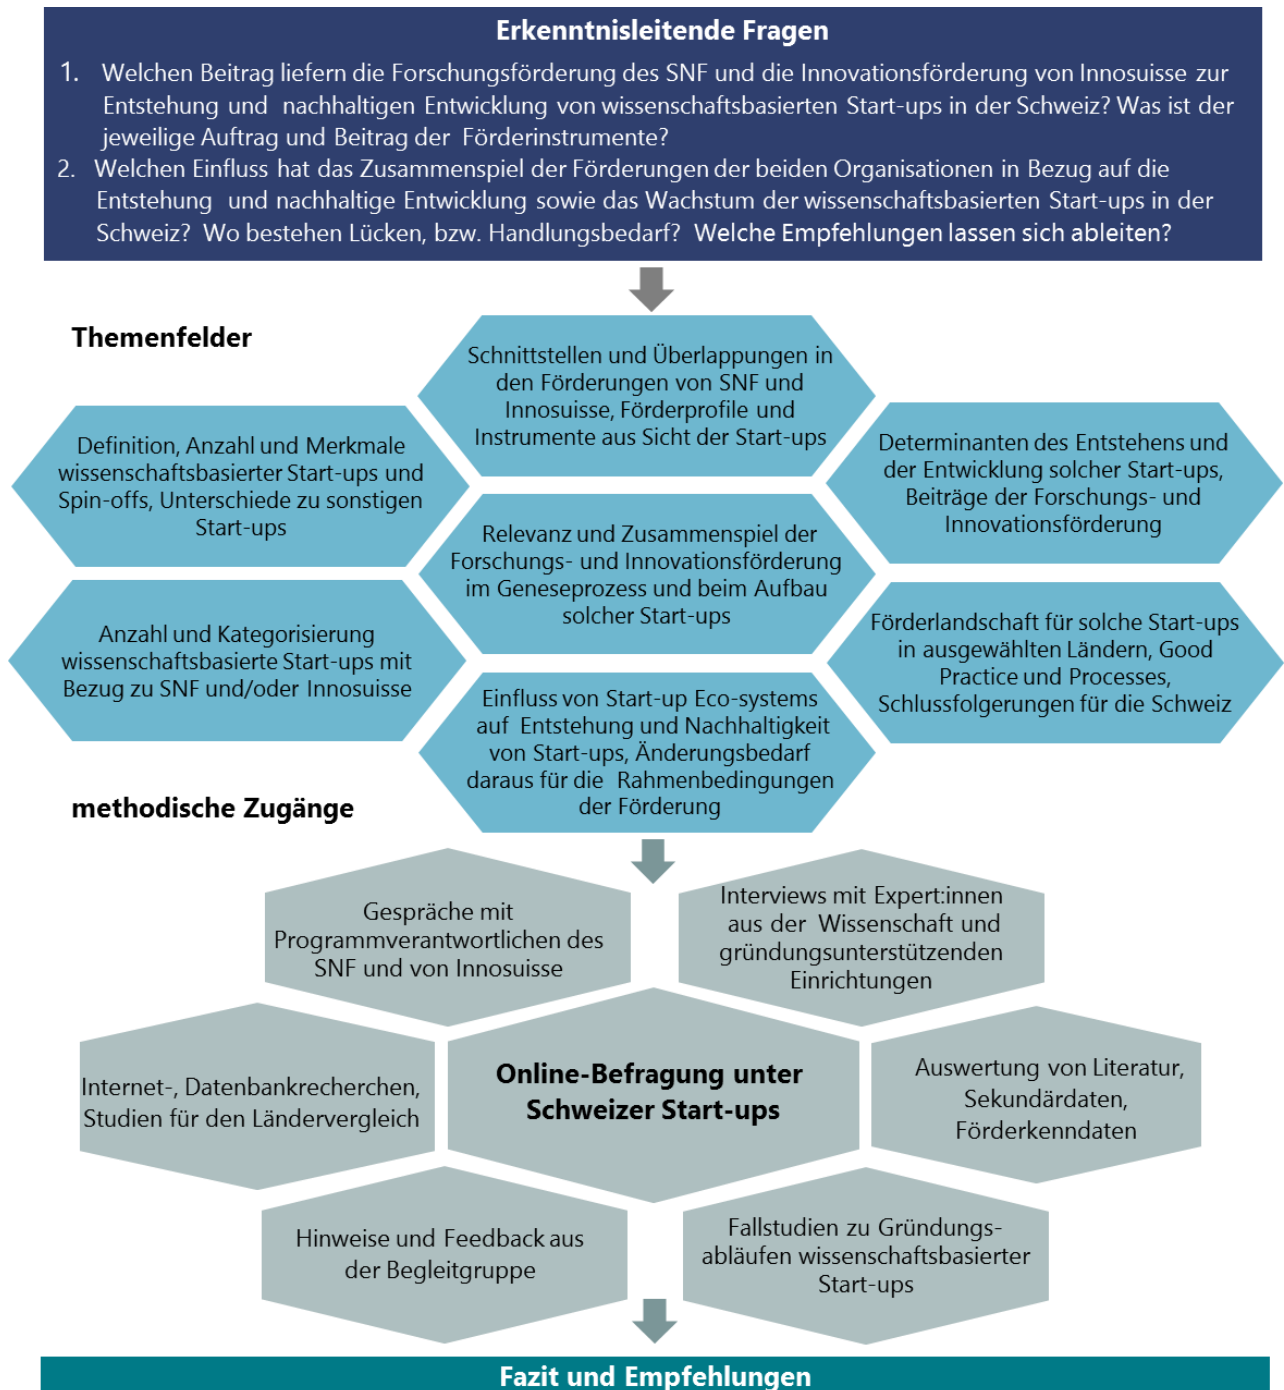 Erkenntnisleitende Fragen
1. Welchen Beitrag liefern die Forschungsförderung des SNF und die Innovationsförderung von Innosuisse zur
Entstehung und nachhaltigen Entwicklung von wissenschaftsbasierten Start-ups in der Schweiz? Was ist der
jeweilige Auftrag und Beitrag der Förderinstrumente?
2. Welchen Einfluss hat das Zusammenspiel der Förderungen der beiden Organisationen in Bezug auf die
Entstehung und nachhaltige Entwicklung sowie das Wachstum der wissenschaftsbasierten Start-ups in der
Schweiz? Wo bestehen Lücken, bzw. Handlungsbedarf? Welche Empfehlungen lassen sich ableiten?
Themenfelder
Schnittstellen und Überlappungen in
den Förderungen von SNF und
Innosuisse, Förderprofile und
Instrumente aus Sicht der Start-ups
Definition, Anzahl und Merkmale
wissenschaftsbasierter Start-ups und
Spin-offs, Unterschiede zu sonstigen
Start-ups
Determinanten des Entstehens und
der Entwicklung solcher Start-ups,
Beiträge der Forschungs- und
Innovationsförderung
Relevanz und Zusammenspiel der
Forschungs- und Innovationsförderung
im Geneseprozess und beim Aufbau
solcher Start-ups
Anzahl und Kategorisierung
wissenschaftsbasierte Start-ups mit
Bezug zu SNF und/oder Innosuisse
Förderlandschaft für solche Start-ups
in ausgewählten Ländern, Good
Practice und Processes,
Schlussfolgerungen für die Schweiz
Einfluss von Start-up Eco-systems
auf Entstehung und Nachhaltigkeit
von Start-ups, Änderungsbedarf
daraus für die Rahmenbedingungen
der Förderung
methodische Zugänge
Gespräche mit
Programmverantwortlichen des
SNF und von Innosuisse
Interviews mit Expert:innen
aus der Wissenschaft und
gründungsunterstützenden
Einrichtungen
Internet-, Datenbankrecherchen,
Studien für den Ländervergleich
Online-Befragung unter
Schweizer Start-ups
Auswertung von Literatur,
Sekundärdaten,
Förderkenndaten
Hinweise und Feedback aus
der Begleitgruppe
Fallstudien zu Gründungs-
abläufen wissenschaftsbasierter
Start-ups
Fazit und Empfehlungen